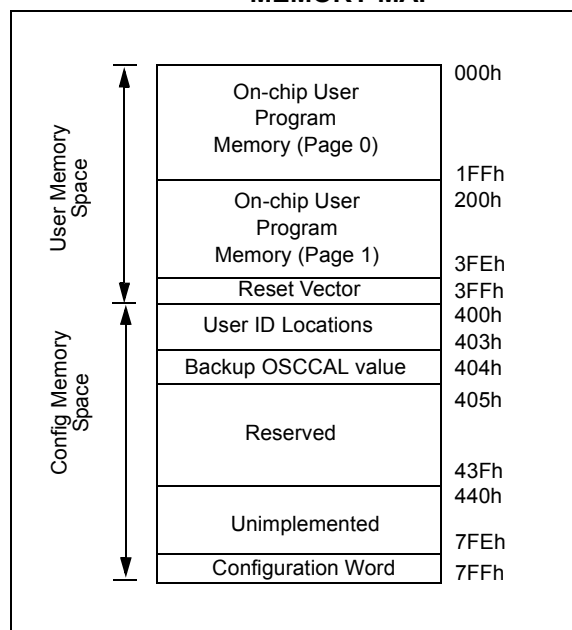 On-chip User
Program
Memory (Page 0)
000h
1FFh
On-chip User
Program
Memory (Page 1)
200h
3FEh
Reset Vector
3FFh
User Memory
Space
User ID Locations
400h
403h
Backup OSCCAL value
404h
Reserved
405h
43Fh
Unimplemented
440h
7FEh
Configuration Word
7FFh
Config Memory
Space